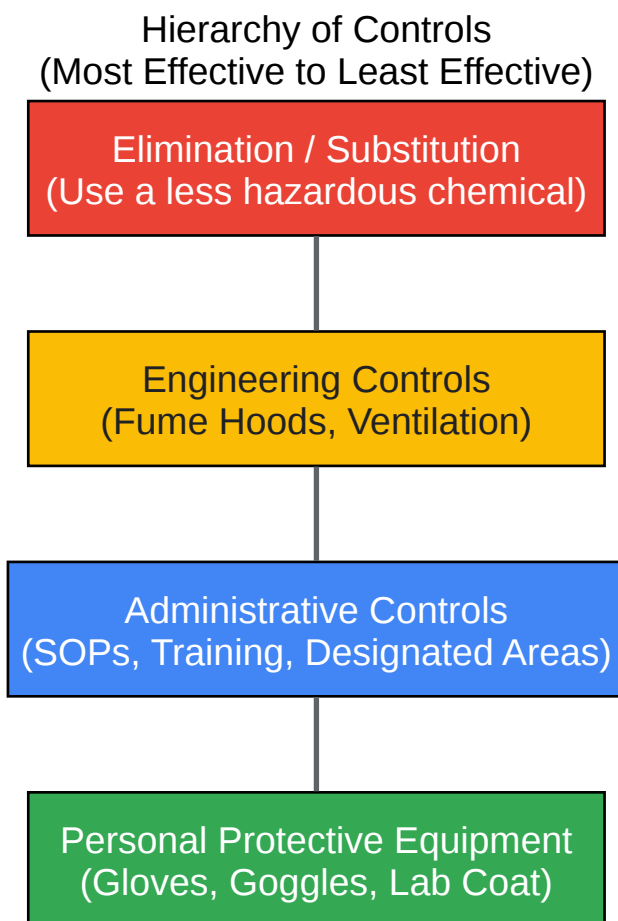 Hierarchy of Controls
(Most Effective to Least Effective)
Elimination / Substitution
(Use a less hazardous chemical)
Engineering Controls
(Fume Hoods, Ventilation)
Administrative Controls
(SOPs, Training, Designated Areas)
Personal Protective Equipment
(Gloves, Goggles, Lab Coat)